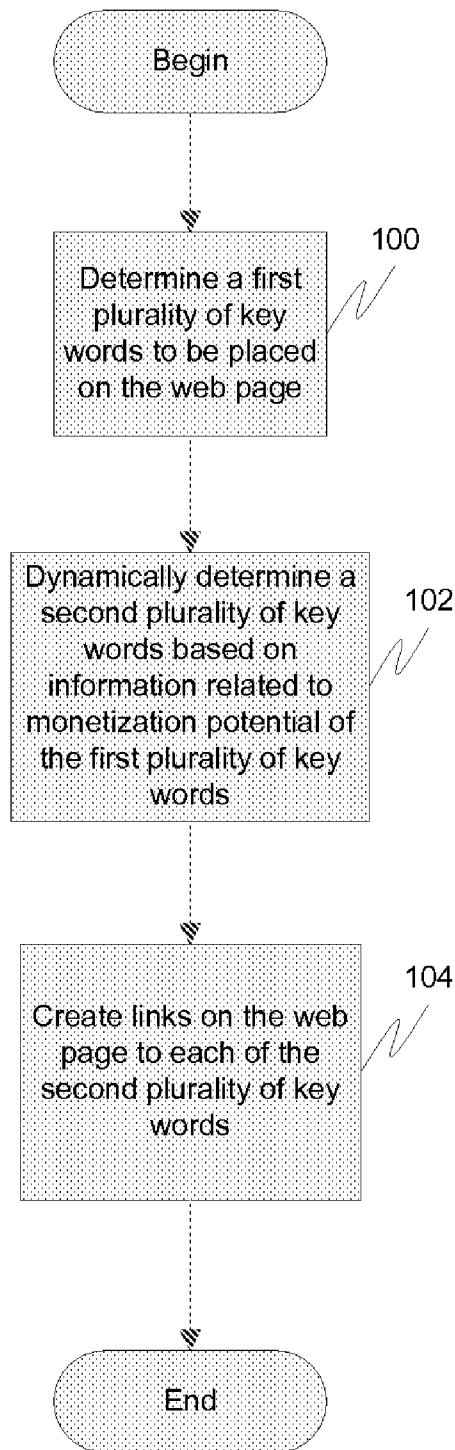 Begin
100
Determine a first
plurality of key
words to be placed
on the web page
102
Dynamically determine a
second plurality of key
words based on
information related to
monetization potential of
the first plurality of key
words
104
Create links on the web
page to each of the
second plurality of key
words
End